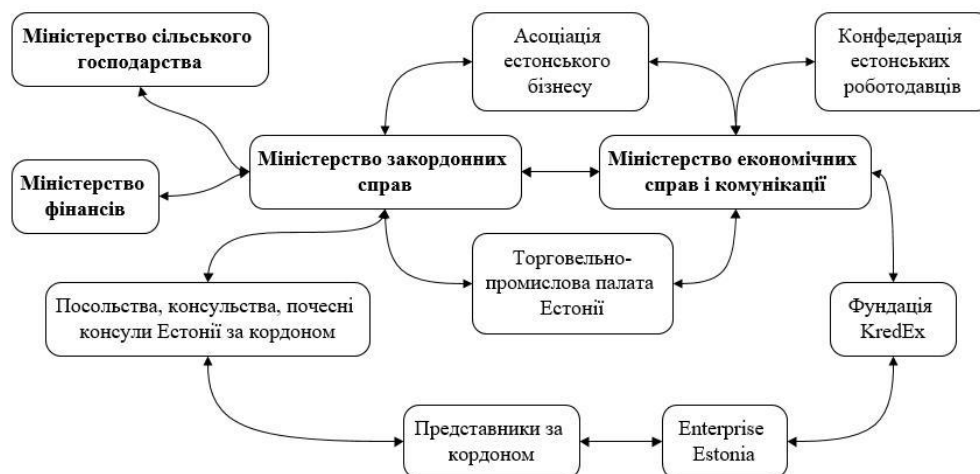 Міністерство сільського
господарства
Асоціація
естонського
бізнесу
Конфедерація
естонських
роботодавців
Міністерство
фінансів
Міністерство закордонних
справ
Міністерство економічних
справ і комунікації
Посольства, консульства, почесні
консули Естонії за кордоном
Торговельно-
промислова палата
Естонії
Фундація
KredEx
Представники за
кордоном
Enterprise
Estonia